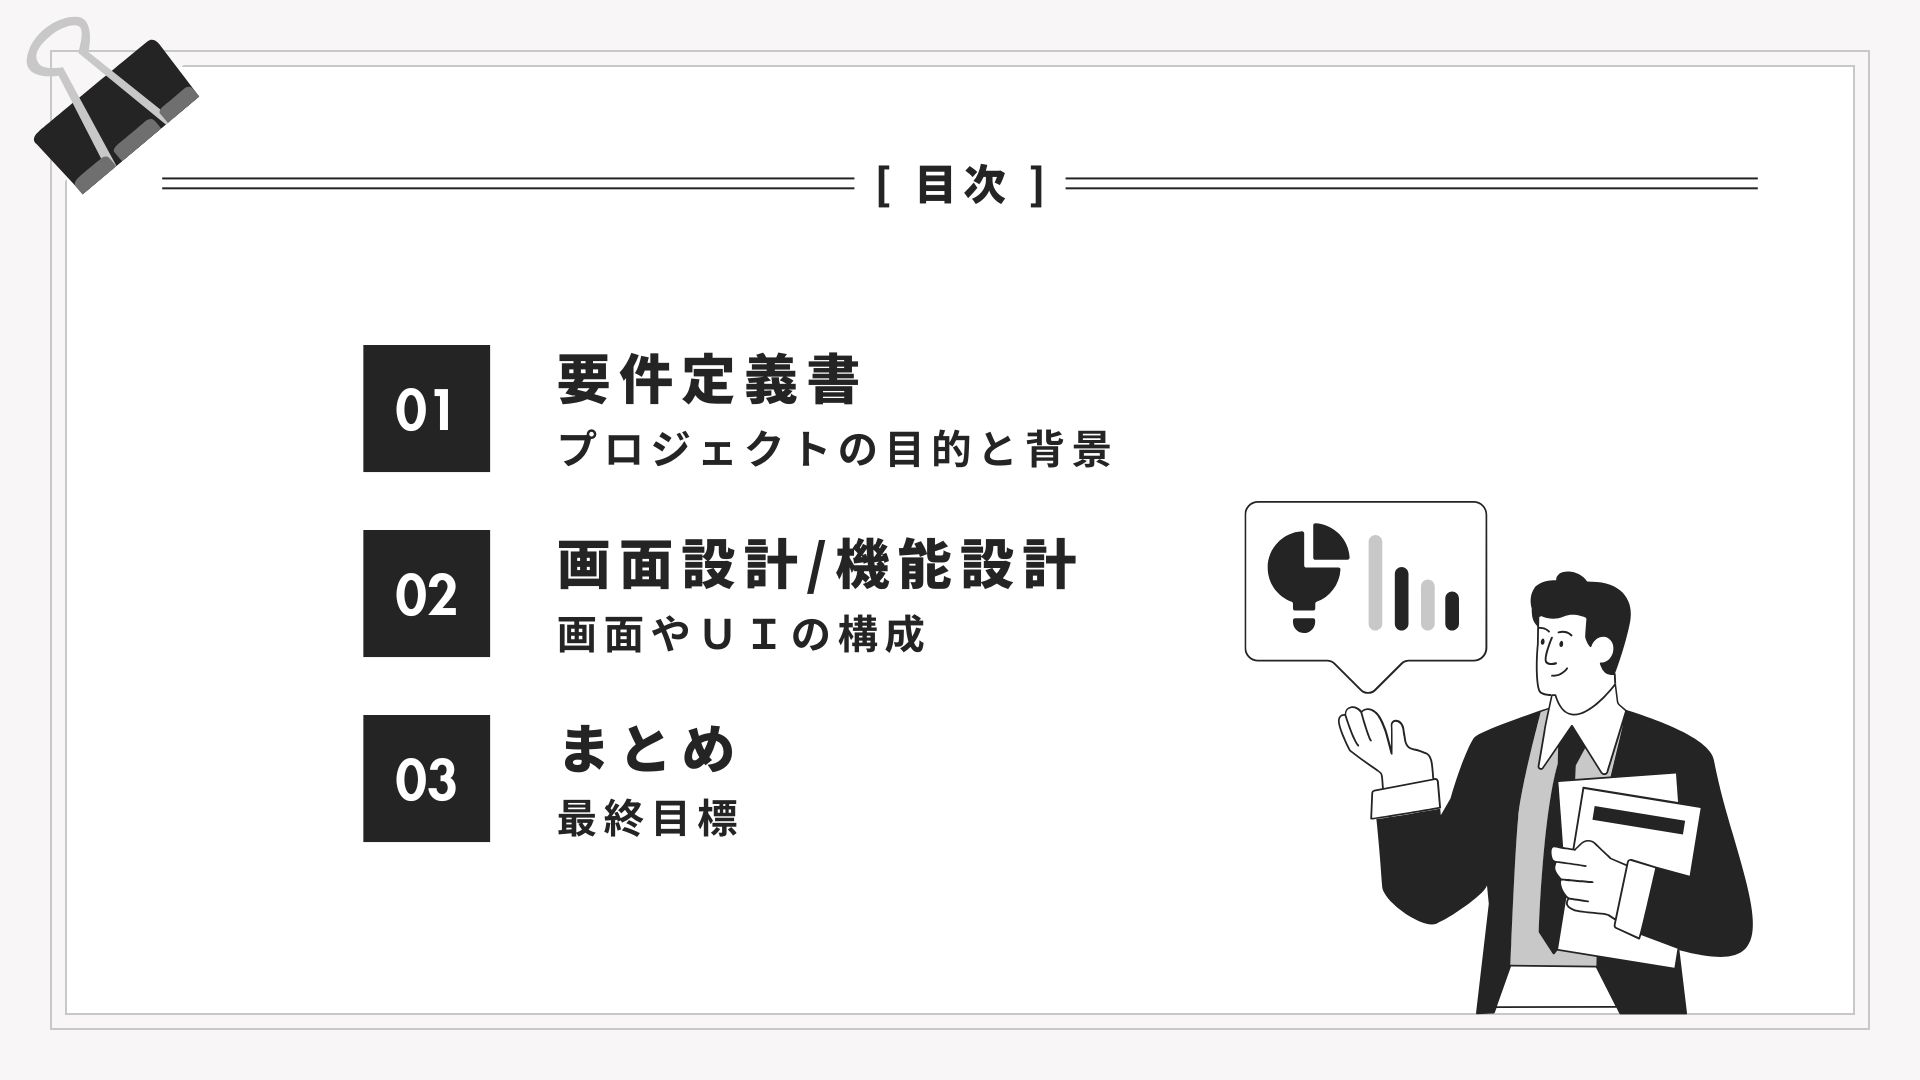 [ 目次 ]
01
要件定義書
プロジェクトの目的と背景
02
画面設計/機能設計
画面やＵＩの構成
03
まとめ
最終目標